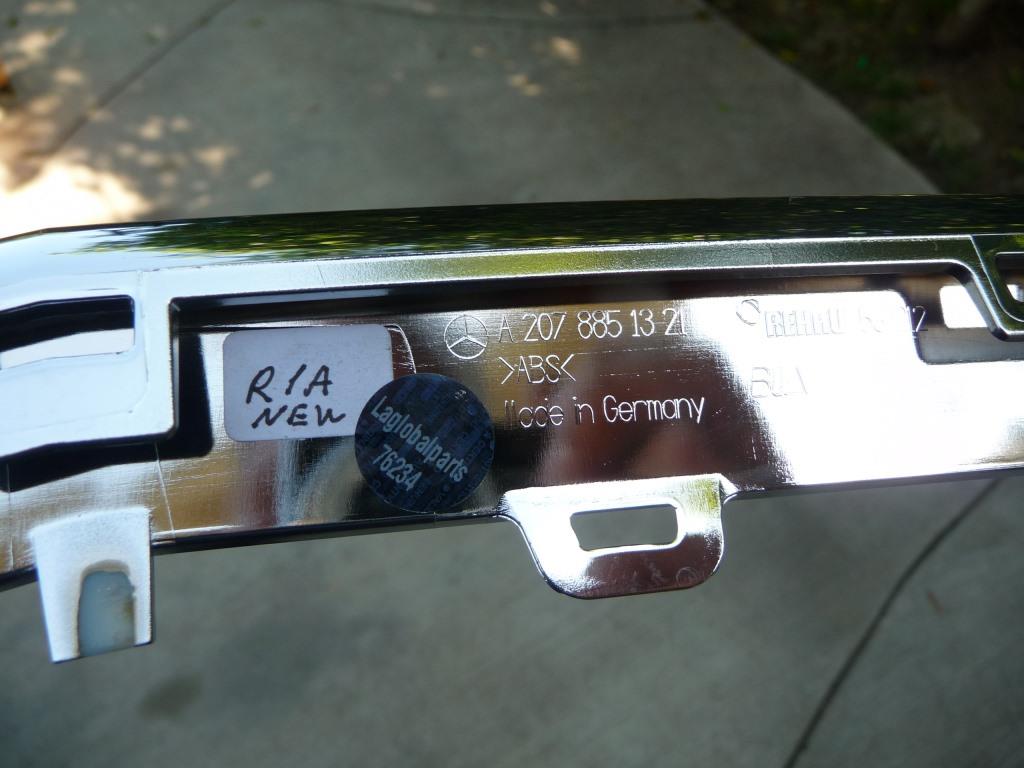 R/A
NEW
Laglobalparts
76234
A 207 885 13 21
>ABS<
Made in Germany
REHAU